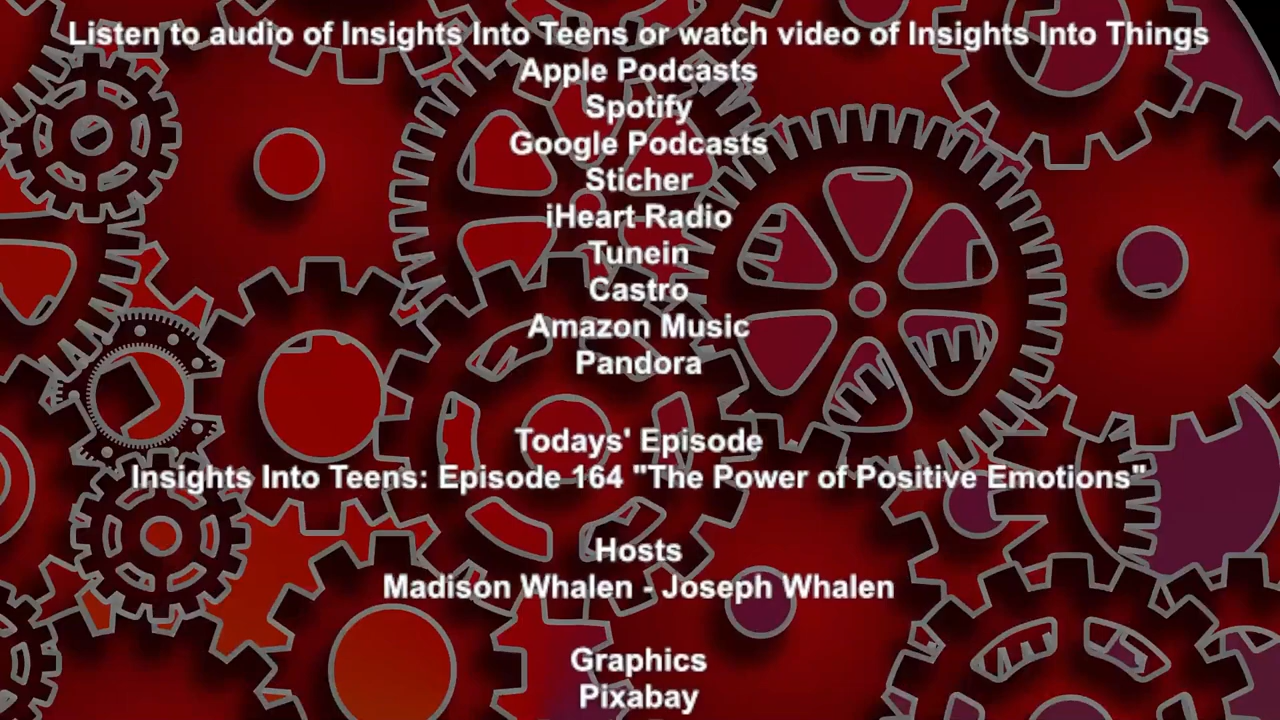 Listen to audio of Insights Into Teens or watch video of Insights Into Things
Apple Podcasts
Spotify
Google Podcasts
Sticher
iHeart Radio
Tunein
Castro
Amazon Music
Pandora
Todays' Episode
Insights Into Teens: Episode 164 "The Power of Positive Emotions"
Hosts
Madison Whalen - Joseph Whalen
Graphics
Pixabay